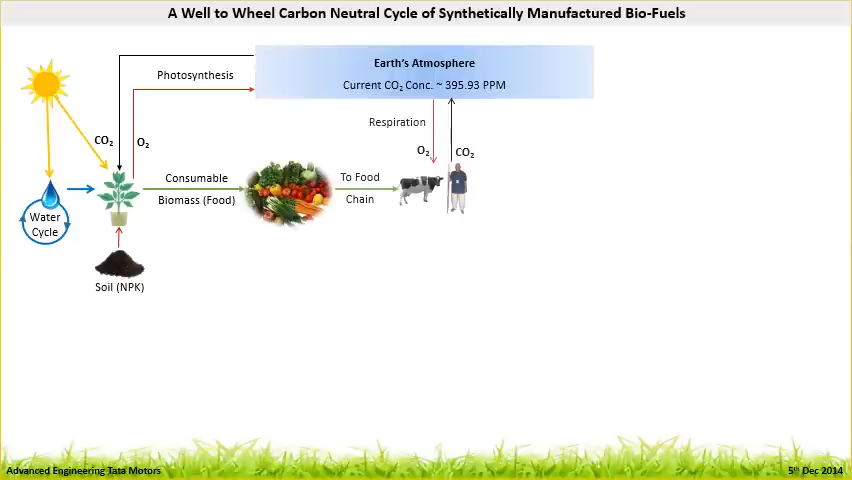 A Well to Wheel Carbon Neutral Cycle of Synthetically Manufactured Bio-Fuels
Earth's Atmosphere
Current CO₂ Conc. ~ 395.93 PPM
Photosynthesis
Respiration
CO₂
O₂
O₂
CO₂
Consumable
Biomass (Food)
To Food
Chain
Water
Cycle
Soil (NPK)
Advanced Engineering Tata Motors
5th Dec 2014